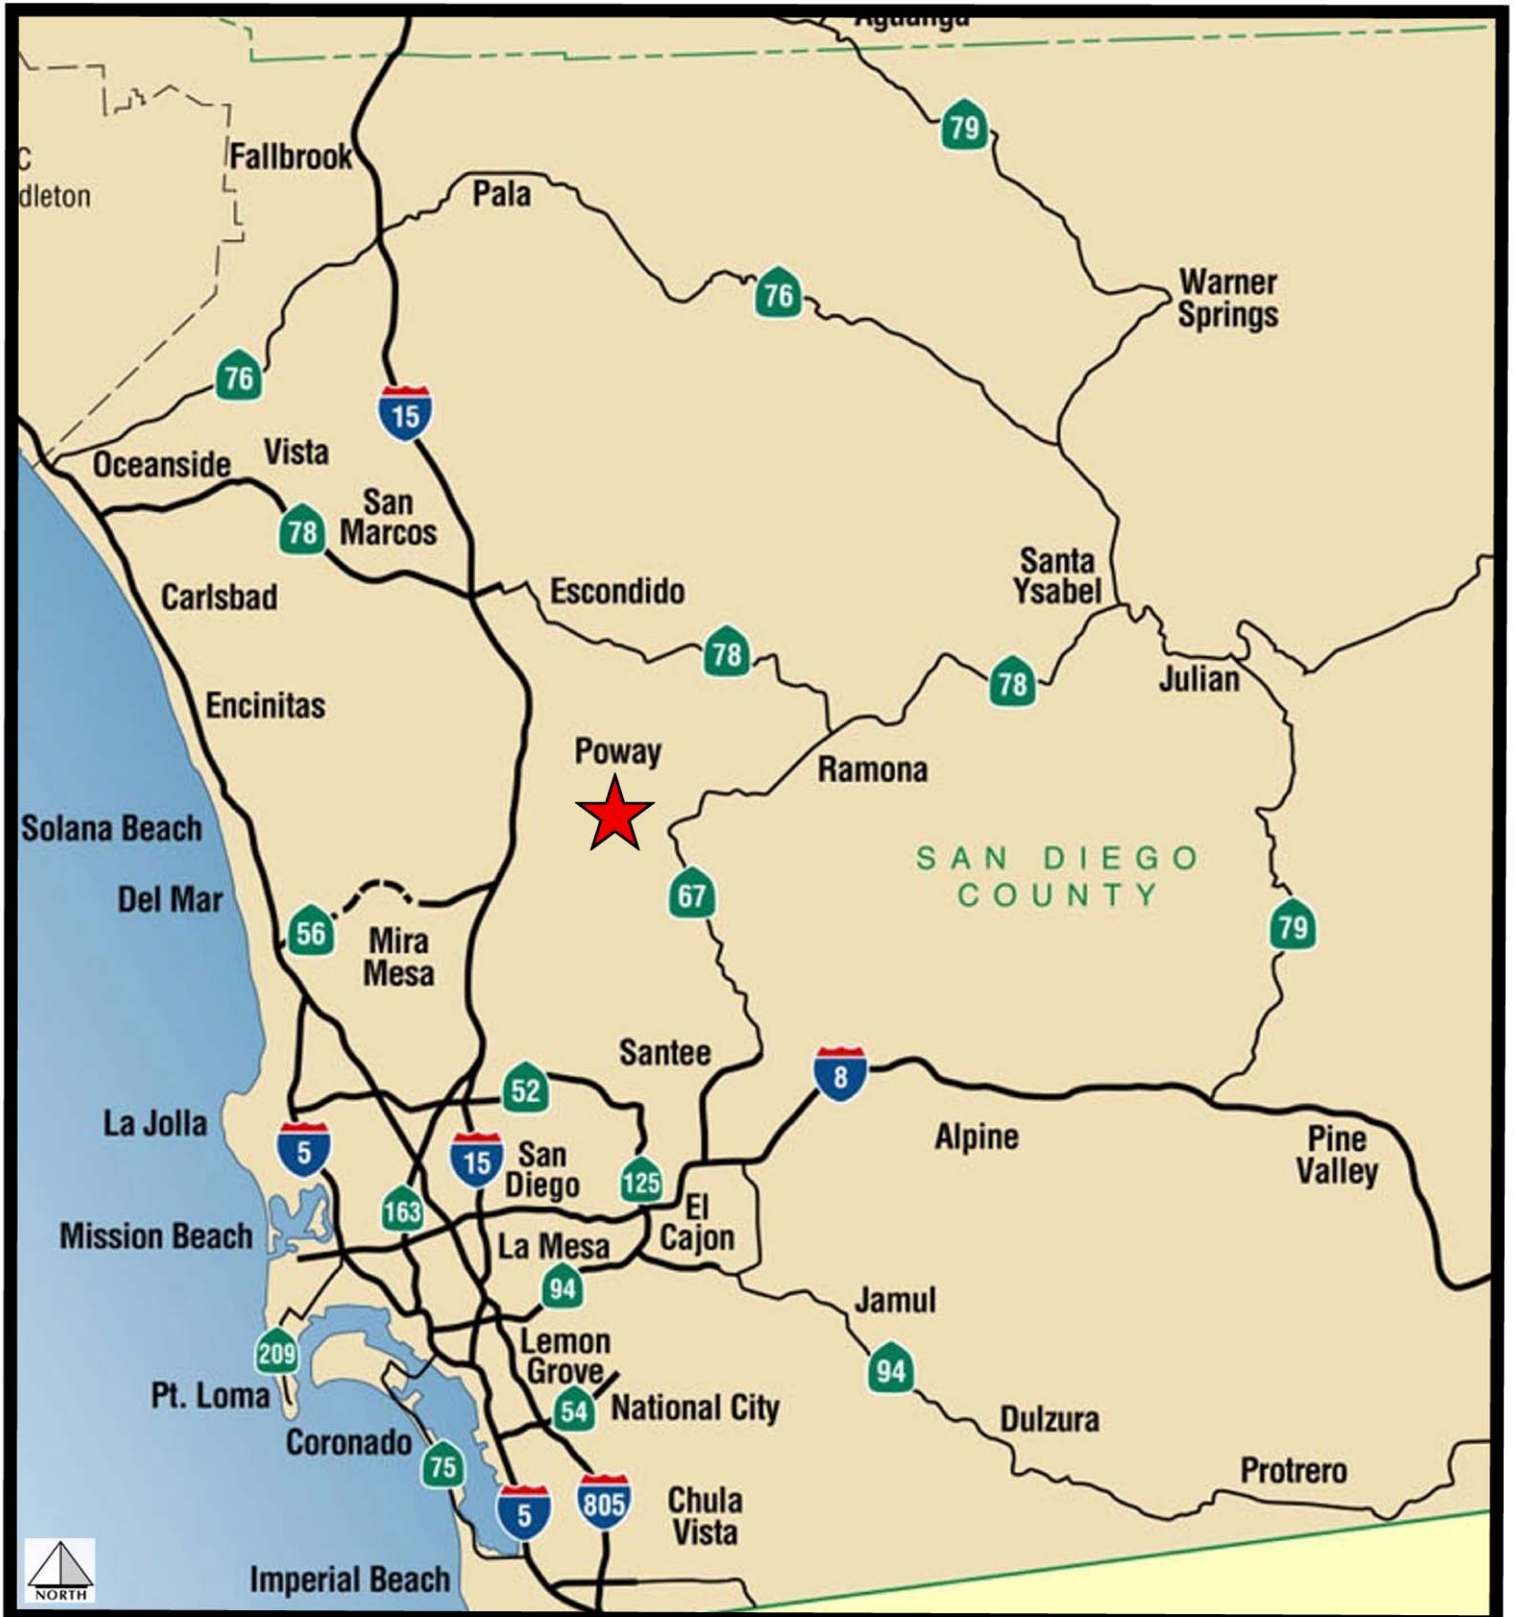 Aguanga
79
Fallbrook
C
dleton
Pala
76
Warner
Springs
76
15
Oceanside
Vista
San
Marcos
78
Carlsbad
Escondido
Santa
Ysabel
78
78
Julian
Encinitas
Poway
Ramona
Solana Beach
SAN DIEGO
COUNTY
67
Del Mar
56
Mira
Mesa
79
Santee
52
8
La Jolla
5
15
San
Diego
125
Alpine
Pine
Valley
163
El
Cajon
Mission Beach
La Mesa
94
Jamul
209
Lemon
Grove
94
Pt. Loma
54
National City
Dulzura
Coronado
75
Protrero
5
805
Chula
Vista
Imperial Beach
NORTH